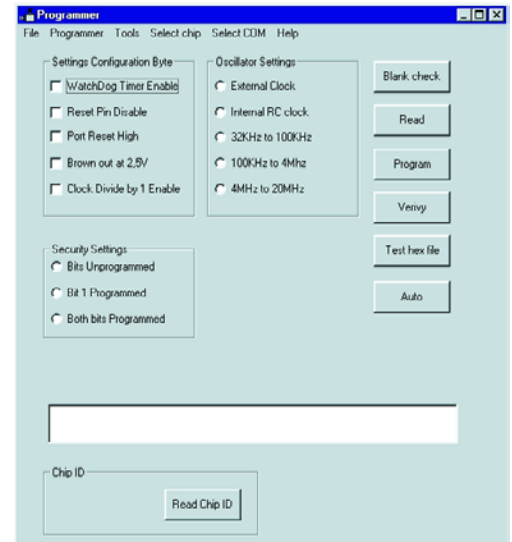 Programmer
File Programmer Tools Select chip Select COM Help
Settings Configuration Byte
WatchDog Timer Enable
Reset Pin Disable
Port Reset High
Brown out at 2,5V
Clock Divide by 1 Enable
Oscillator Settings
External Clock
Internal RC clock
32KHz to 100KHz
100KHz to 4Mhz
4MHz to 20MHz
Blank check
Read
Program
Verivy
Test hex file
Auto
Security Settings
Bits Unprogrammed
Bit 1 Programmed
Both bits Programmed
Chip ID
Read Chip ID